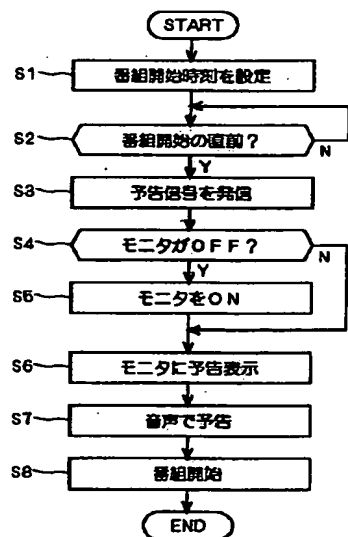 START
S1 番組開始時刻を設定
S2 番組開始の直前?
N
Y
S3 予告信号を発信
S4 モニタがOFF?
N
Y
S5 モニタをON
S6 モニタに予告表示
S7 音声で予告
S8 番組開始
END